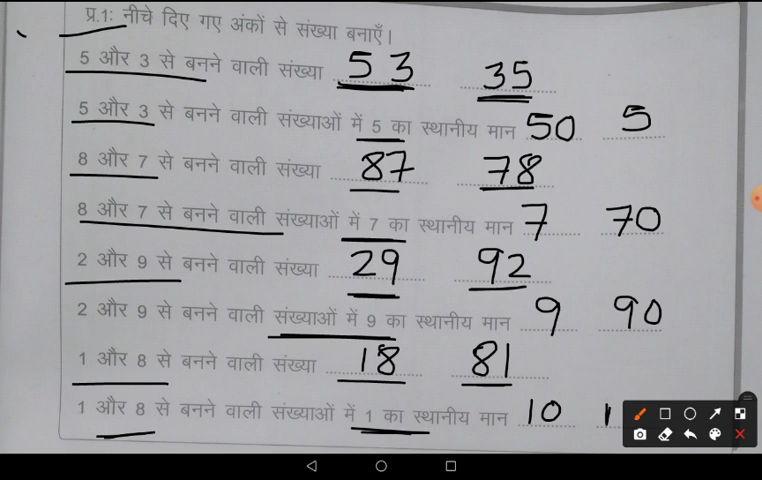 प्र.1: नीचे दिए गए अंकों से संख्या बनाएँ।
5 और 3 से बनने वाली संख्या 53 35
5 और 3 से बनने वाली संख्याओं में 5 का स्थानीय मान 50 5
8 और 7 से बनने वाली संख्या 87 78
8 और 7 से बनने वाली संख्याओं में 7 का स्थानीय मान 7 70
2 और 9 से बनने वाली संख्या 29 92
2 और 9 से बनने वाली संख्याओं में 9 का स्थानीय मान 9 90
1 और 8 से बनने वाली संख्या 18 81
1 और 8 से बनने वाली संख्याओं में 1 का स्थानीय मान 10 1